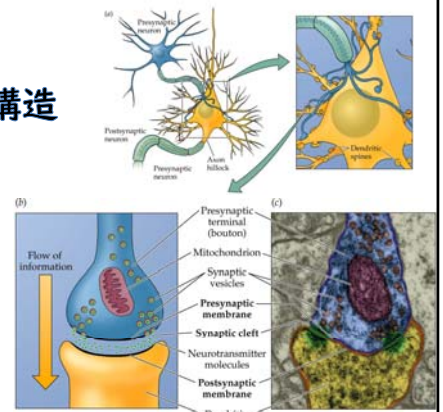 構造
(a)
Presynaptic
neuron
Postsynaptic
neuron
Presynaptic
neuron
Axon
hillock
Dendritic
spines
(b)
(c)
Flow of
information
Presynaptic
terminal
(bouton)
Mitochondrion
Synaptic
vesicles
Presynaptic
membrane
Synaptic cleft
Neurotransmitter
molecules
Postsynaptic
membrane